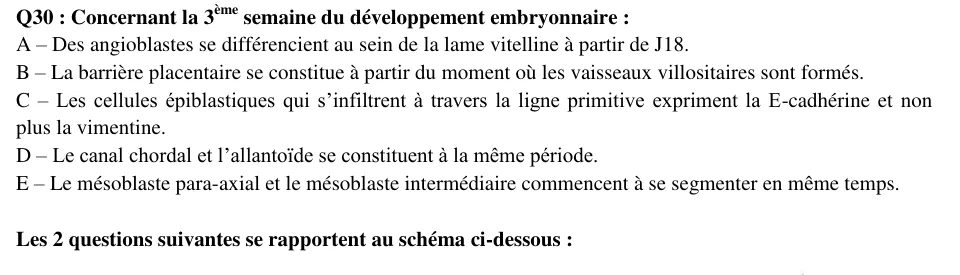 Q30 : Concernant la 3ème semaine du développement embryonnaire :
A – Des angioblastes se différencient au sein de la lame vitelline à partir de J18.
B – La barrière placentaire se constitue à partir du moment où les vaisseaux villositaires sont formés.
C – Les cellules épiblastiques qui s’infiltrent à travers la ligne primitive expriment la E-cadhérine et non
plus la vimentine.
D – Le canal chordal et l’allantoïde se constituent à la même période.
E – Le mésoblaste para-axial et le mésoblaste intermédiaire commencent à se segmenter en même temps.
Les 2 questions suivantes se rapportent au schéma ci-dessous :